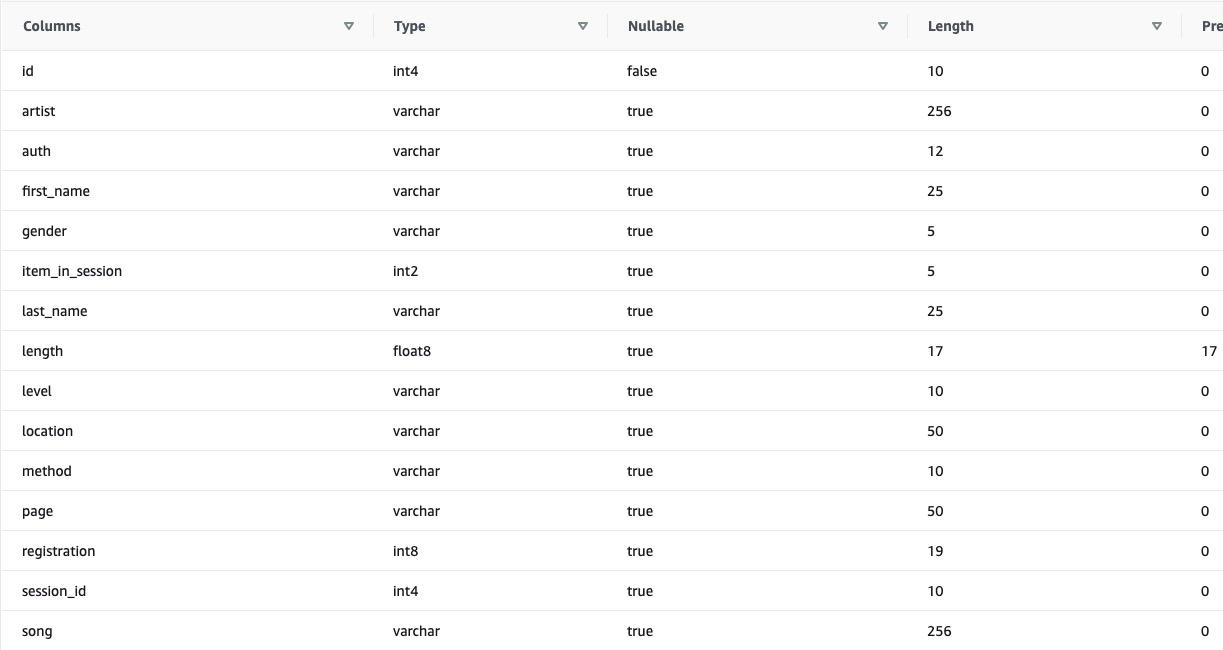 Columns Type Nullable Length Pre
id int4 false 10 0
artist varchar true 256 0
auth varchar true 12 0
first_name varchar true 25 0
gender varchar true 5 0
item_in_session int2 true 5 0
last_name varchar true 25 0
length float8 true 17 17
level varchar true 10 0
location varchar true 50 0
method varchar true 10 0
page varchar true 50 0
registration int8 true 19 0
session_id int4 true 10 0
song varchar true 256 0